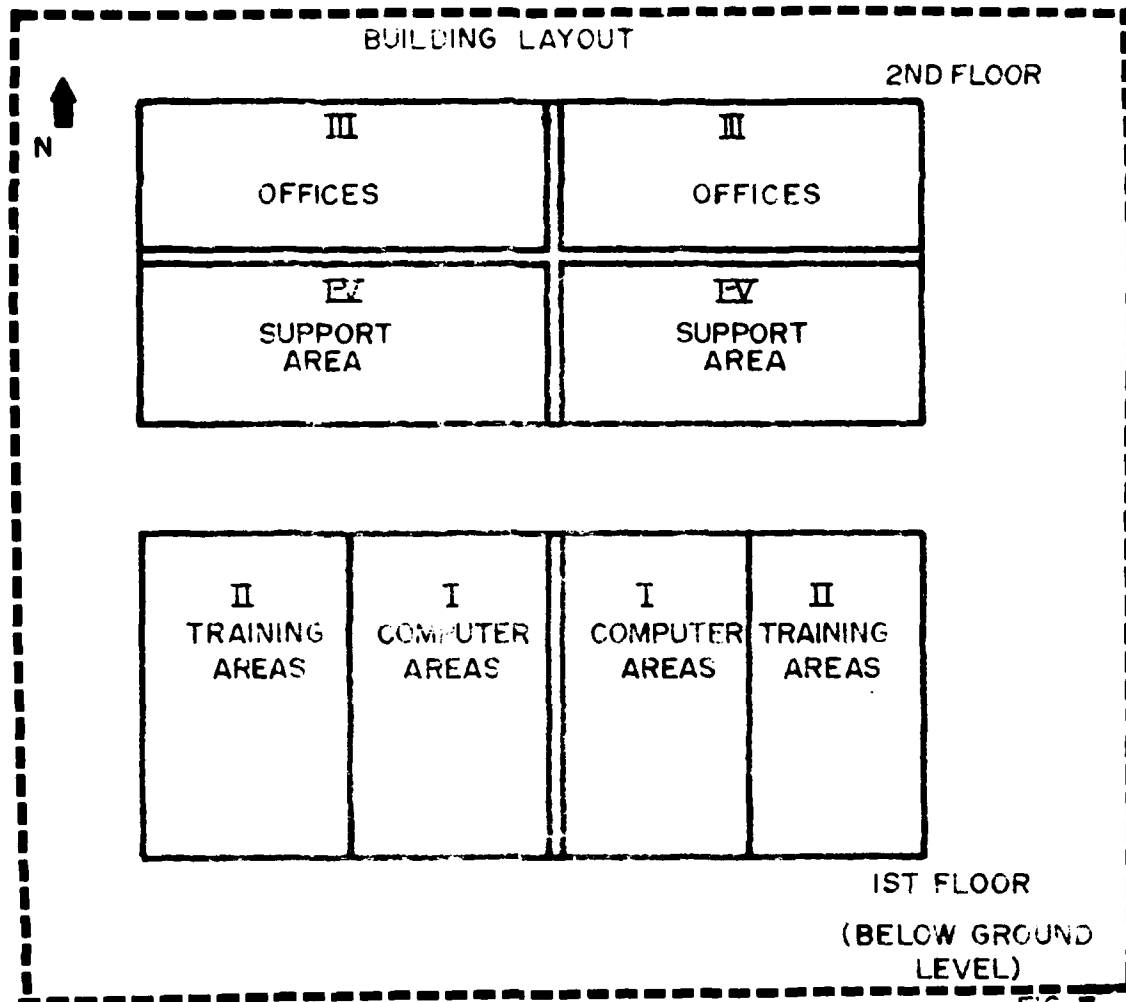 BUILDING LAYOUT
2ND FLOOR
N
III
III
OFFICES
OFFICES
IV
IV
SUPPORT
AREA
SUPPORT
AREA
II
TRAINING
AREAS
I
COMPUTER
AREAS
I
COMPUTER
AREAS
II
TRAINING
AREAS
1ST FLOOR
(BELOW GROUND
LEVEL)